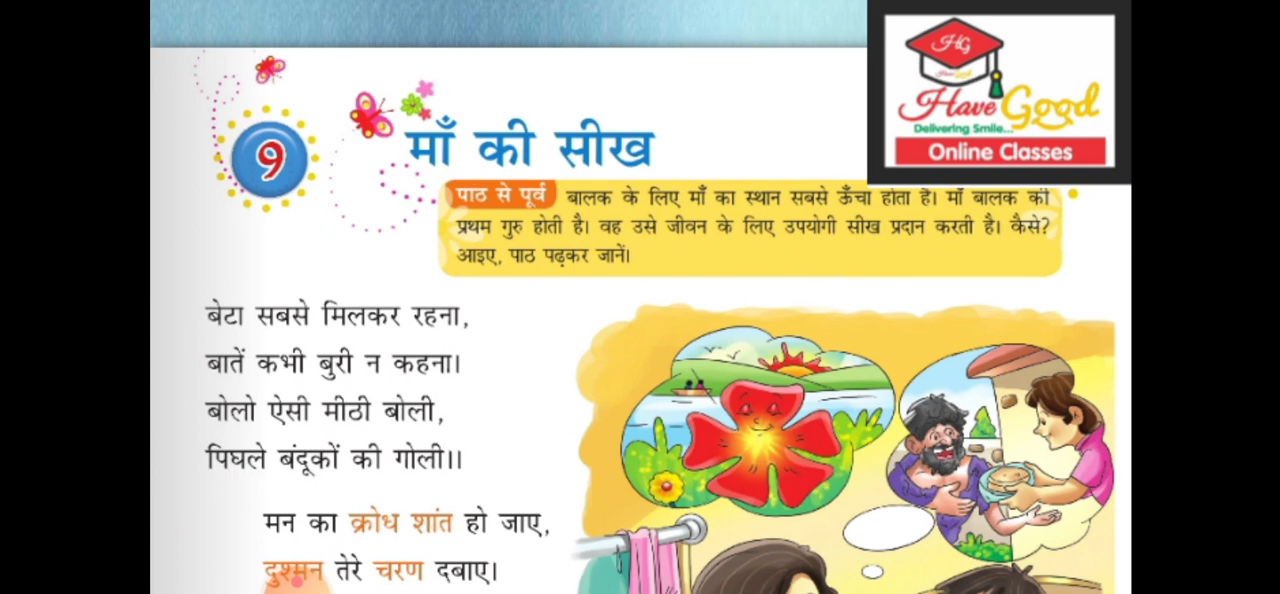 HG
Have Good
Delivering Smile...
Online Classes
9
माँ की सीख
पाठ से पूर्व बालक के लिए माँ का स्थान सबसे ऊँचा होता है। माँ बालक की
प्रथम गुरु होती है। वह उसे जीवन के लिए उपयोगी सीख प्रदान करती है। कैसे?
आइए, पाठ पढ़कर जानें।
बेटा सबसे मिलकर रहना,
बातें कभी बुरी न कहना।
बोलो ऐसी मीठी बोली,
पिघले बंदूकों की गोली।।
मन का क्रोध शांत हो जाए,
दुश्मन तेरे चरण दबाए।